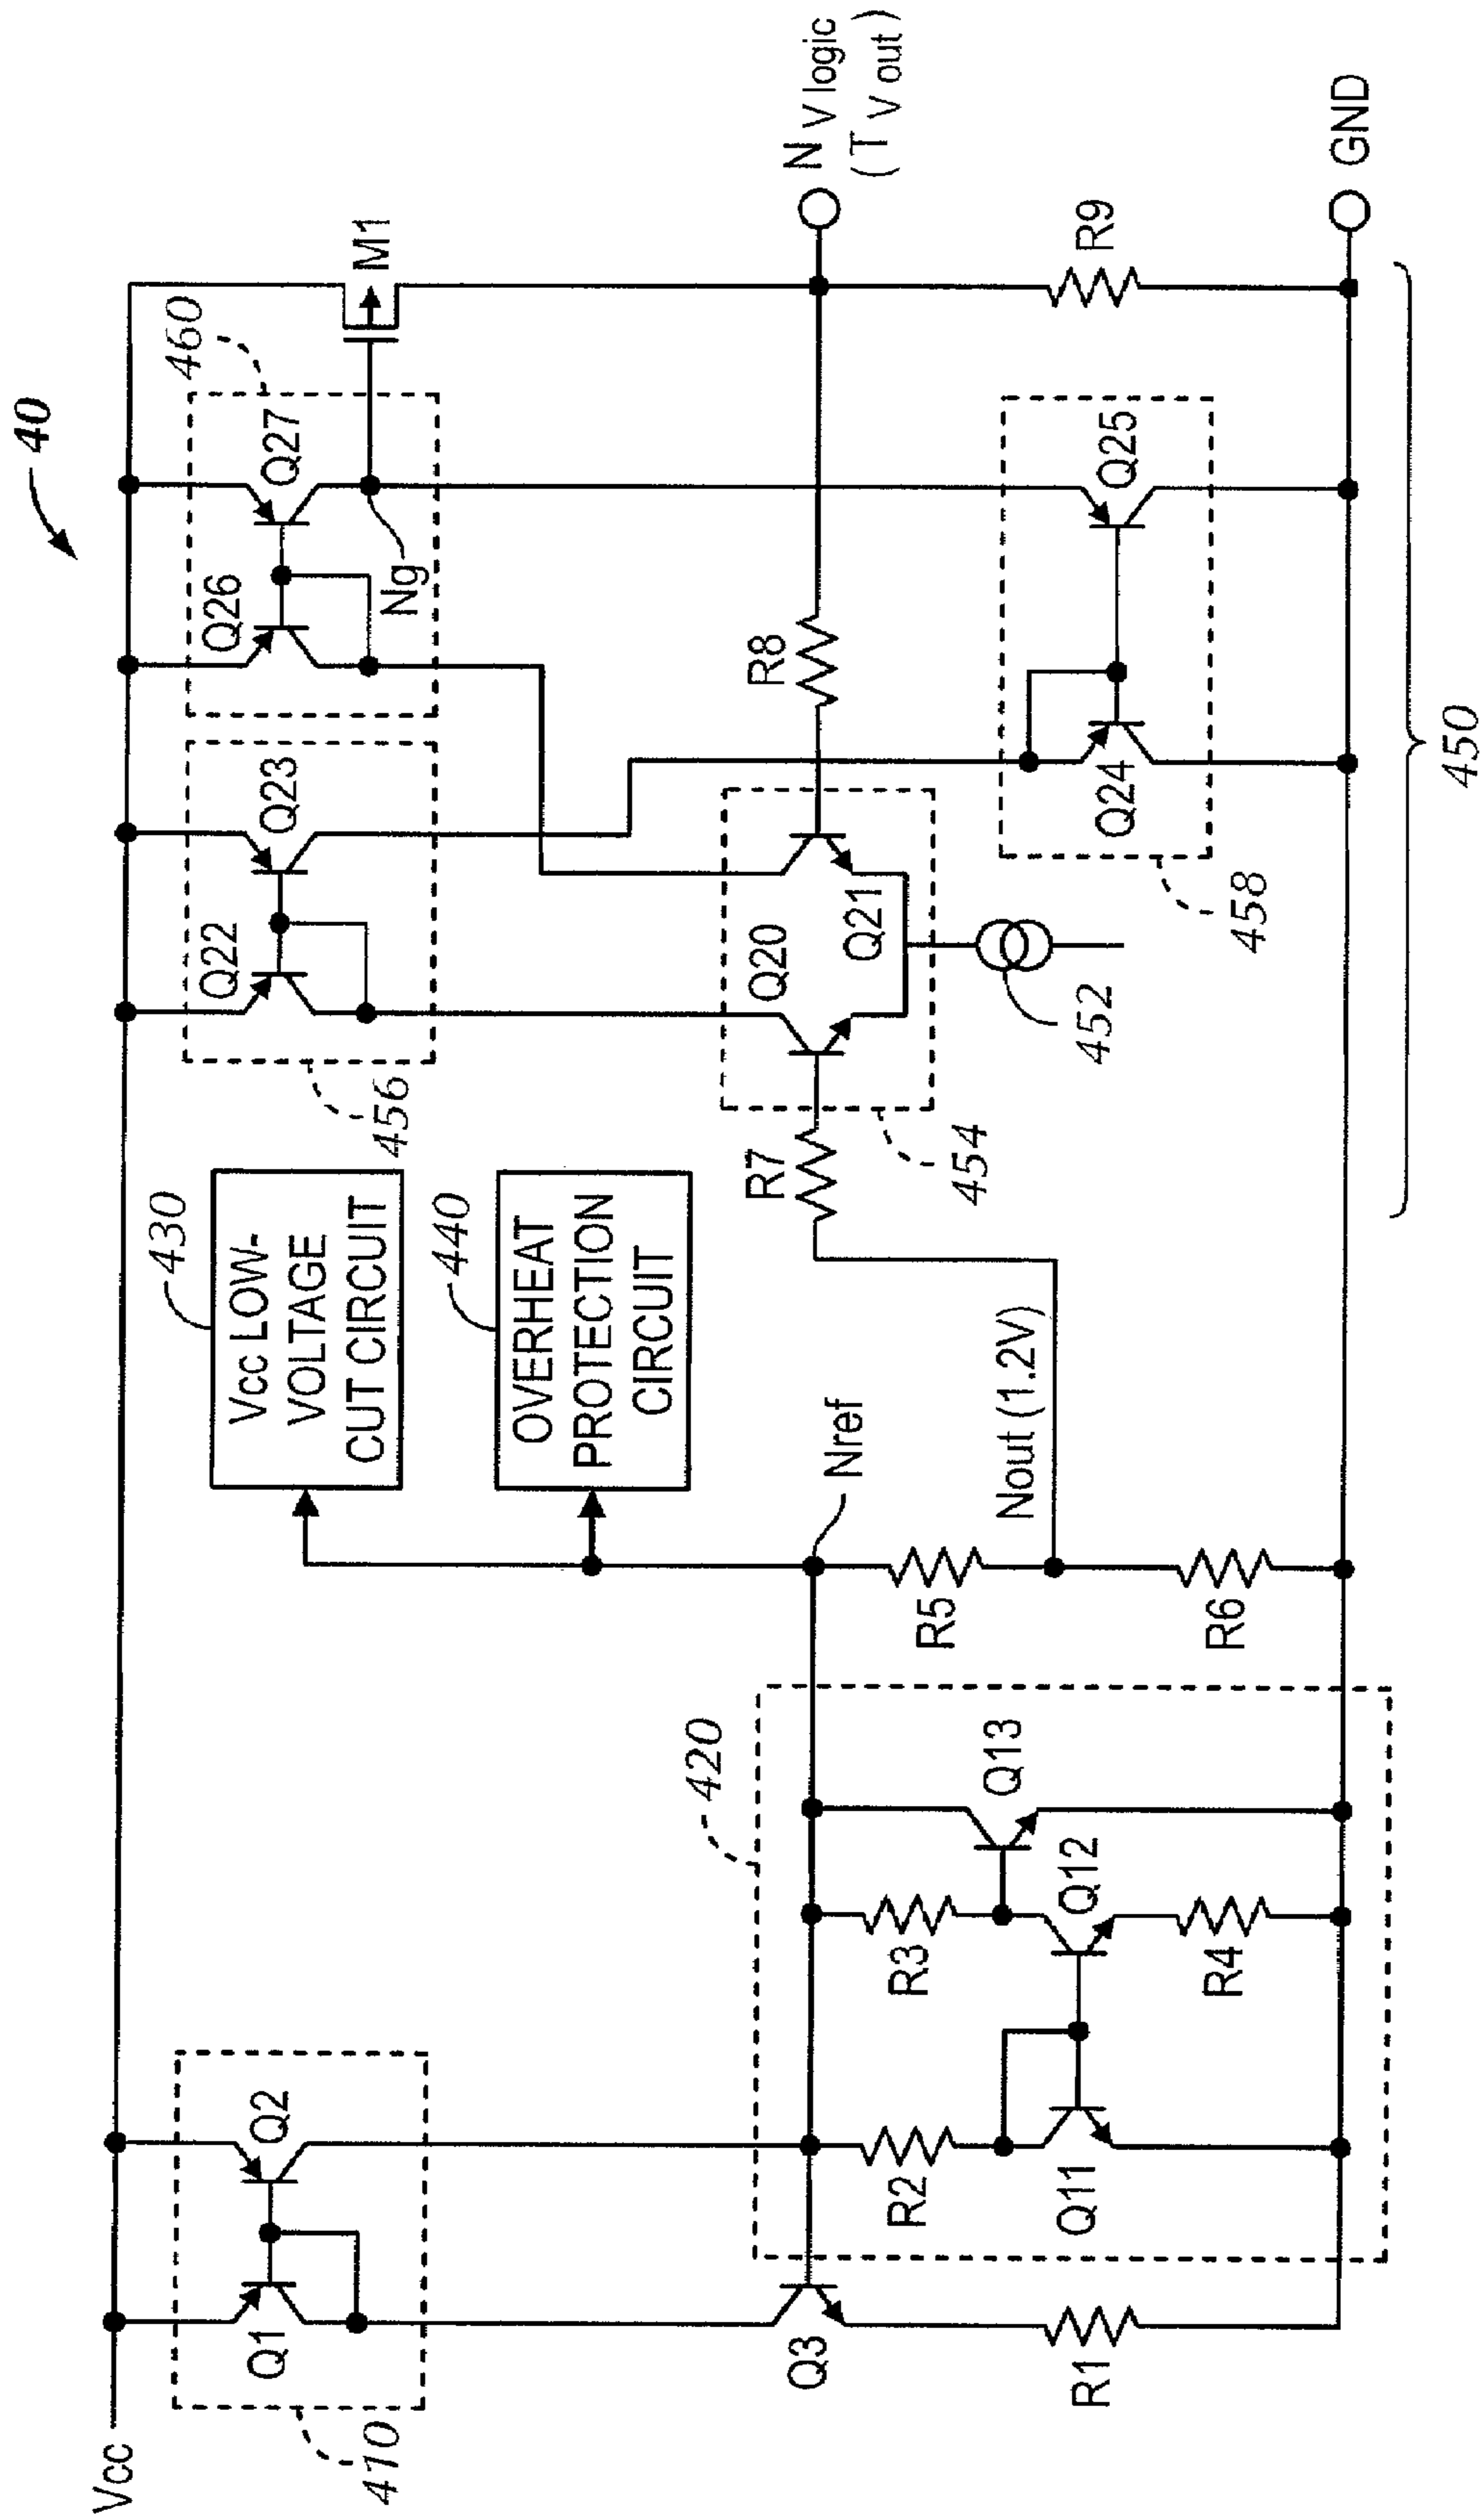 40
Vcc
410
Q1
Q2
Q3
R1
420
R2
Q11
R3
Q12
R4
Q13
Nref
R5
R6
Nout (1.2V)
430
Vcc LOW-
VOLTAGE
CUT CIRCUIT
440
OVERHEAT
PROTECTION
CIRCUIT
456
Q22
Q23
460
Q26
Q27
Ng
M1
R7
454
Q20
Q21
452
R8
458
Q24
Q25
R9
N V logic
( T V out )
GND
450